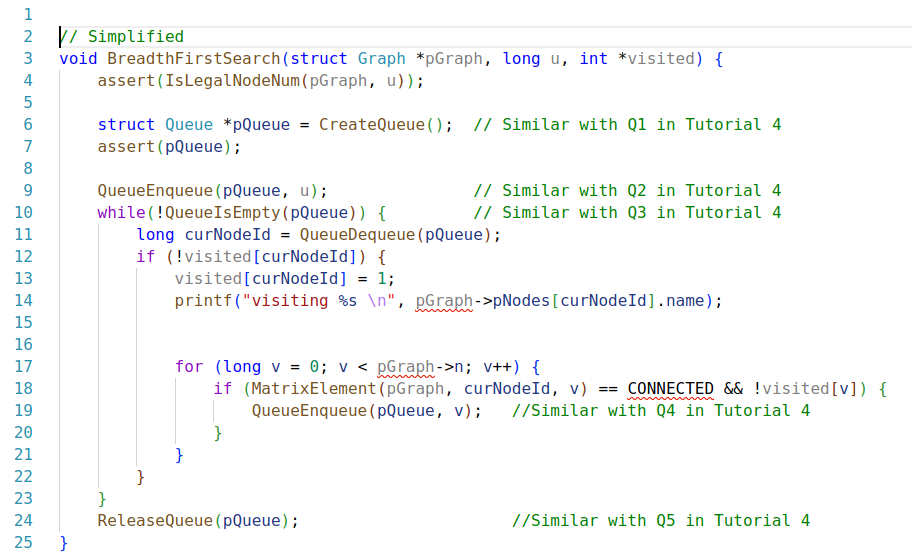 1
2 // Simplified
3 void BreadthFirstSearch(struct Graph *pGraph, long u, int *visited) {
4     assert(IsLegalNodeNum(pGraph, u));
5
6     struct Queue *pQueue = CreateQueue();  // Similar with Q1 in Tutorial 4
7     assert(pQueue);
8
9     QueueEnqueue(pQueue, u);               // Similar with Q2 in Tutorial 4
10     while(!QueueIsEmpty(pQueue)) {         // Similar with Q3 in Tutorial 4
11         long curNodeId = QueueDequeue(pQueue);
12         if (!visited[curNodeId]) {
13             visited[curNodeId] = 1;
14             printf("visiting %s \n", pGraph->pNodes[curNodeId].name);
15
16
17             for (long v = 0; v < pGraph->n; v++) {
18                 if (MatrixElement(pGraph, curNodeId, v) == CONNECTED && !visited[v]) {
19                     QueueEnqueue(pQueue, v);   //Similar with Q4 in Tutorial 4
20                 }
21             }
22         }
23     }
24     ReleaseQueue(pQueue);                      //Similar with Q5 in Tutorial 4
25 }